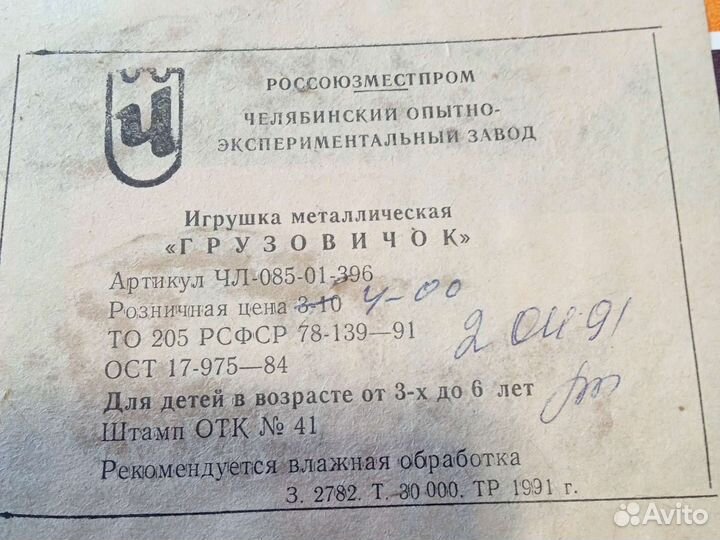 Ч
РОССОЮЗМЕСТПРОМ
ЧЕЛЯБИНСКИЙ ОПЫТНО-
ЭКСПЕРИМЕНТАЛЬНЫЙ ЗАВОД
Игрушка металлическая
«ГРУЗОВИЧОК»
Артикул ЧЛ-085-01-396
Розничная цена 3-10 4-00
ТО 205 РСФСР 78-139—91
ОСТ 17-975—84
Для детей в возрасте от 3-х до 6 лет
Штамп ОТК № 41
Рекомендуется влажная обработка
З. 2782. Т. 30 000. ТР 1991 г.
Avito